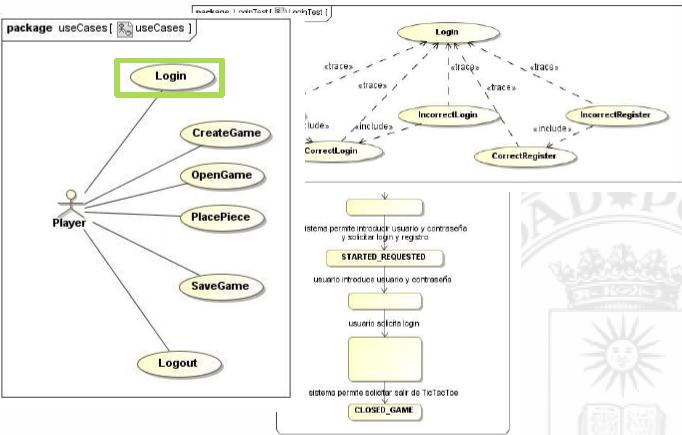 package useCases [ useCases ]
Login
CreateGame
OpenGame
PlacePiece
Player
SaveGame
Logout
package LoginTest [ LoginTest ]
Login
«trace»
«trace»
«trace»
«trace»
«trace»
IncorrectLogin
IncorrectRegister
clude»
«include»
«include»
CorrectLogin
CorrectRegister
istema permite introducir usuario y contraseña
y solicitar login y registro
STARTED_REQUESTED
usuario introduce usuario y contraseña
usuario solicita login
sistema permite solicitar salir de TicTacToe
CLOSED_GAME